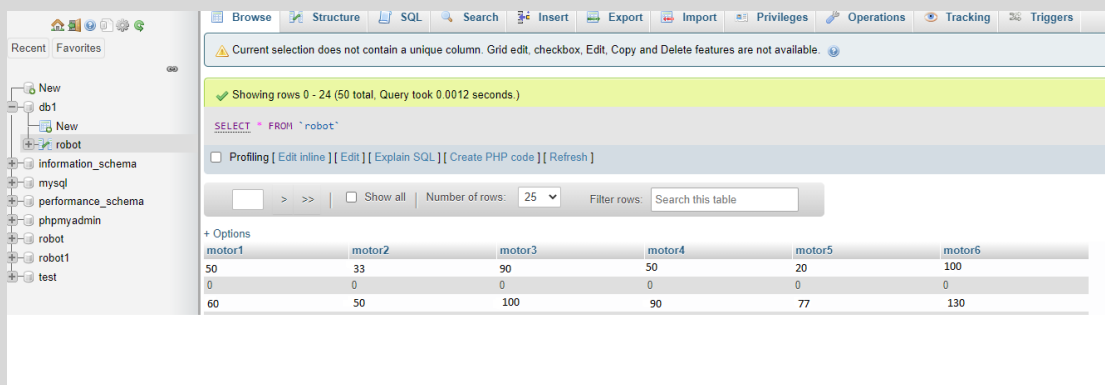 Browse Structure SQL Search Insert Export Import Privileges Operations Tracking Triggers
Recent Favorites
New
db1
New
robot
information_schema
mysql
performance_schema
phpmyadmin
robot
robot1
test
Current selection does not contain a unique column. Grid edit, checkbox, Edit, Copy and Delete features are not available.
Showing rows 0 - 24 (50 total, Query took 0.0012 seconds.)
SELECT * FROM `robot`
Profiling [ Edit inline ] [ Edit ] [ Explain SQL ] [ Create PHP code ] [ Refresh ]
> >> Show all Number of rows: 25 Filter rows: Search this table
+ Options
motor1 motor2 motor3 motor4 motor5 motor6
50 33 90 50 20 100
0 0 0 0 0 0
60 50 100 90 77 130